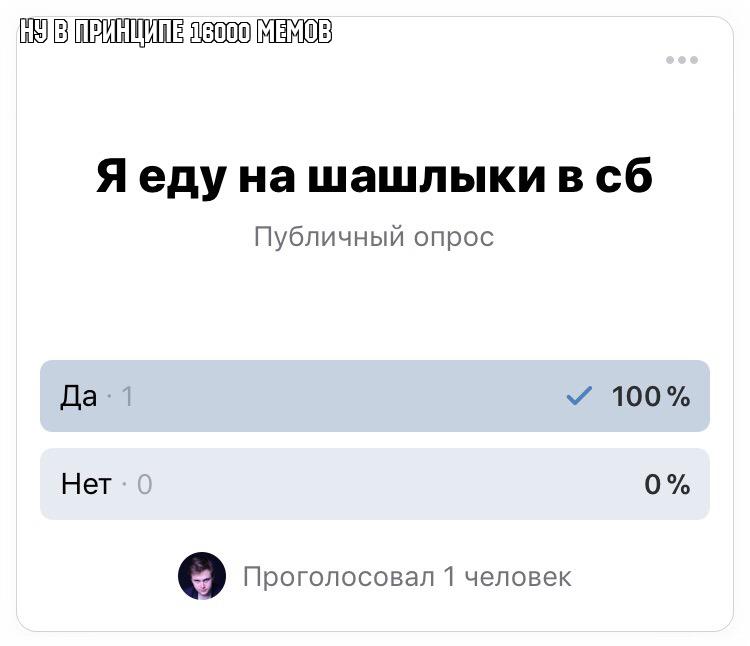 НУ В ПРИНЦИПЕ 16000 МЕМОВ
Я еду на шашлыки в сб
Публичный опрос
Да · 1 100 %
Нет · 0 0 %
Проголосовал 1 человек